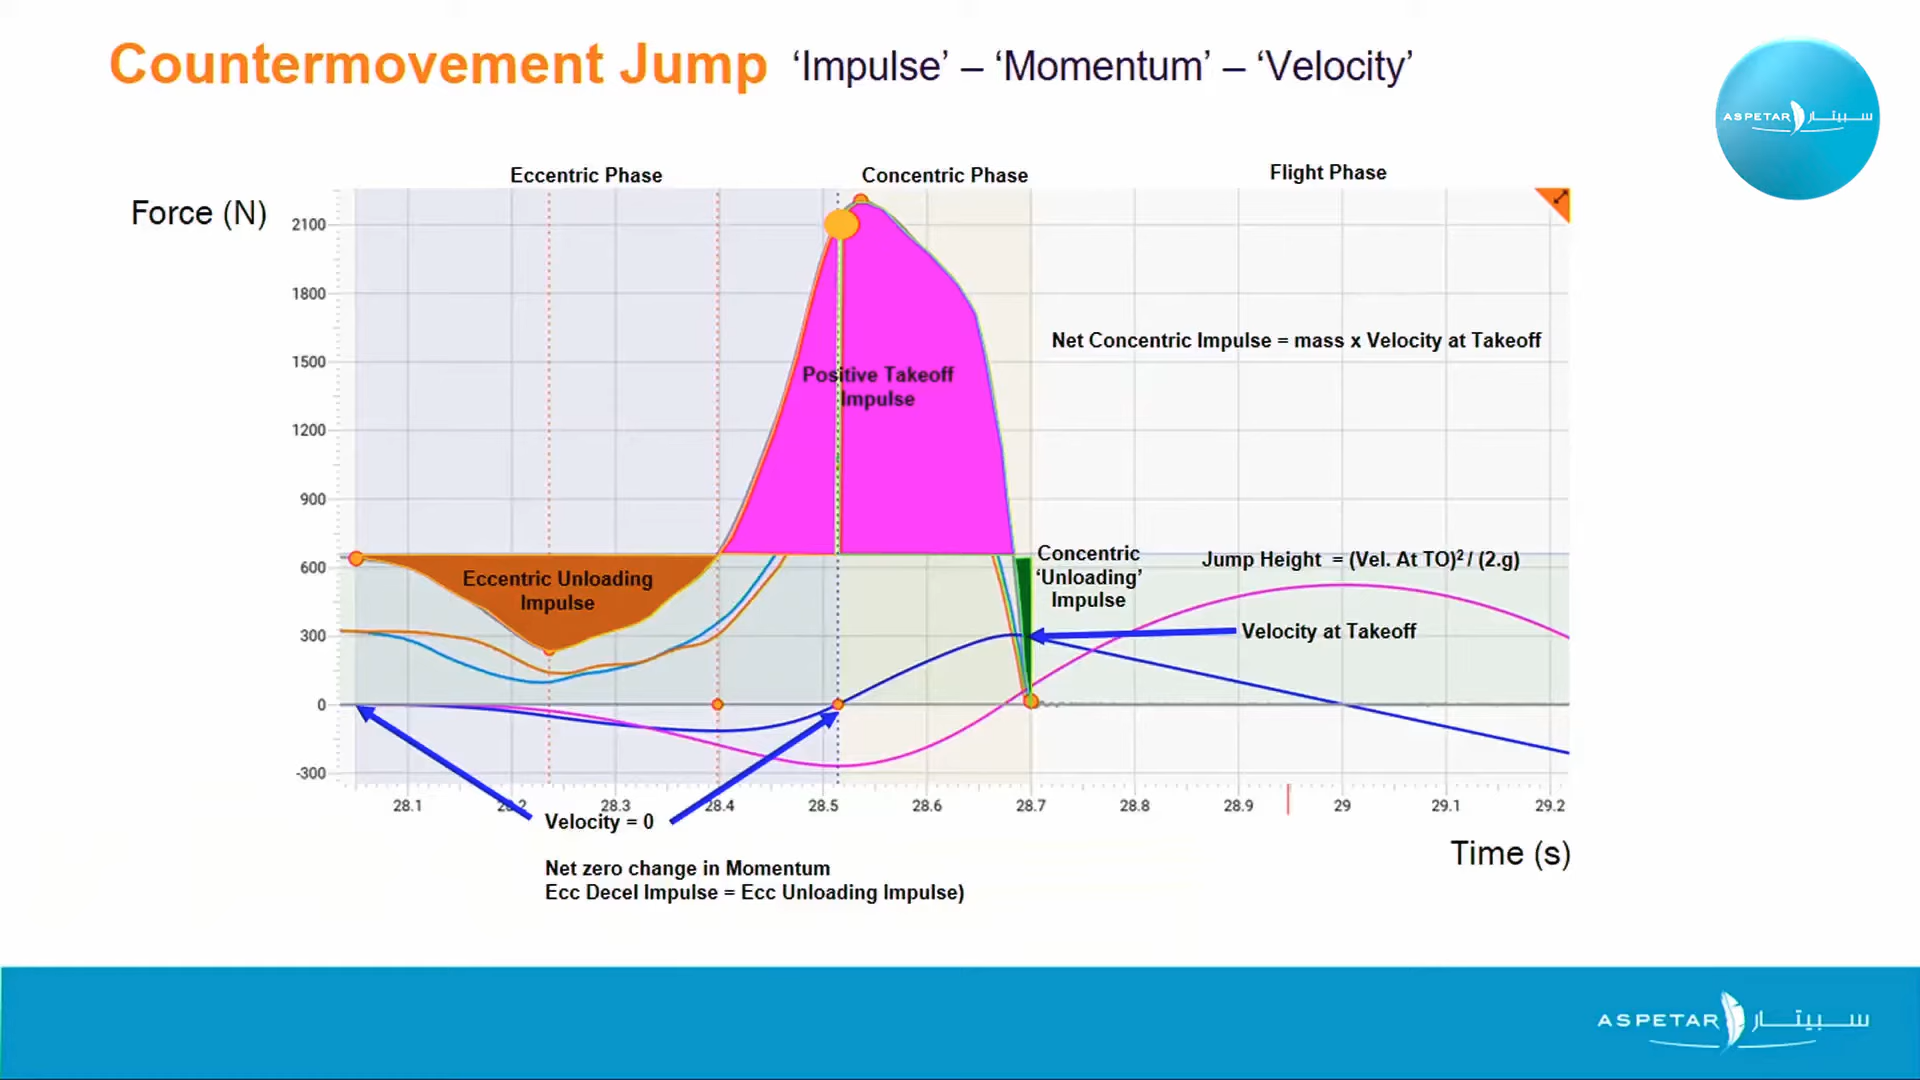 Countermovement Jump ‘Impulse’ – ‘Momentum’ – ‘Velocity’
ASPETAR سبيتار
Eccentric Phase
Concentric Phase
Flight Phase
Force (N)
2100
1800
1500
1200
900
600
300
0
-300
Net Concentric Impulse = mass x Velocity at Takeoff
Positive Takeoff
Impulse
Eccentric Unloading
Impulse
Concentric
‘Unloading’
Impulse
Jump Height = (Vel. At TO)² / (2.g)
Velocity at Takeoff
28.1 28.2 28.3 28.4 28.5 28.6 28.7 28.8 28.9 29 29.1 29.2
Velocity = 0
Time (s)
Net zero change in Momentum
Ecc Decel Impulse = Ecc Unloading Impulse)
ASPETAR سبيتار